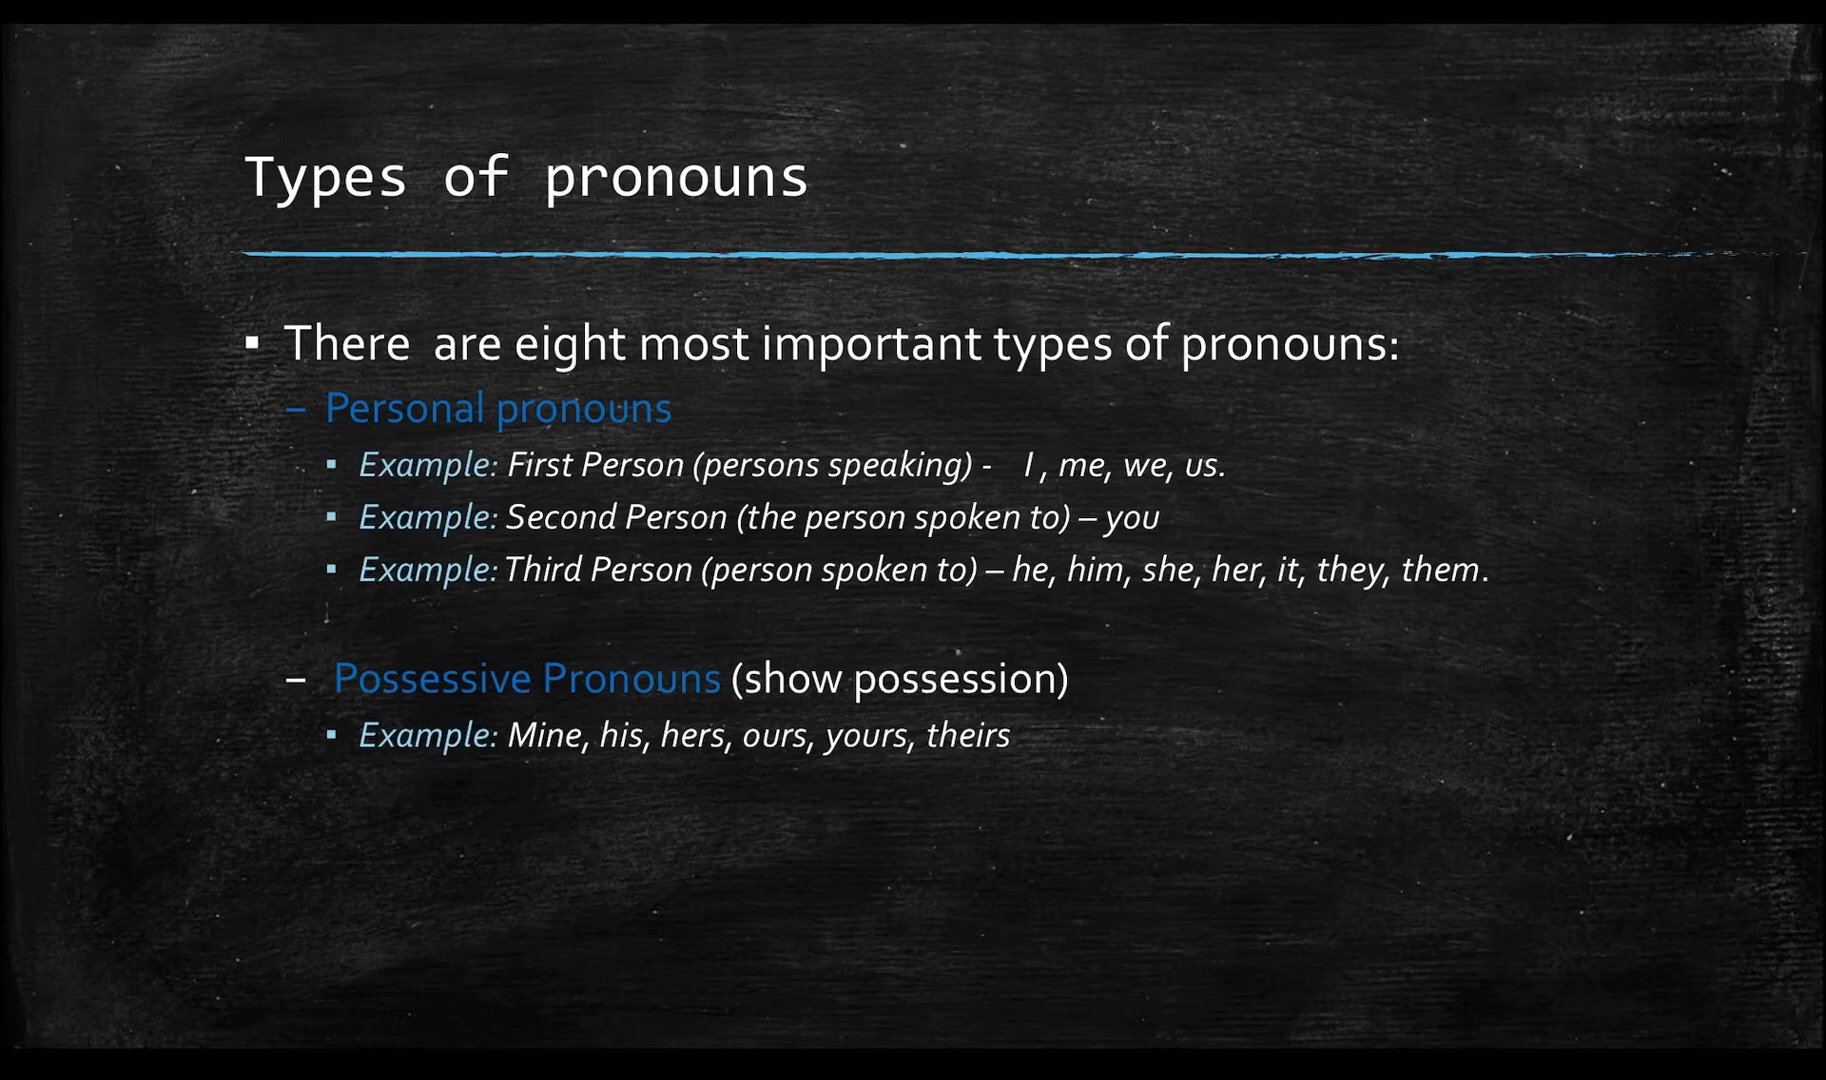 Types of pronouns
▪ There are eight most important types of pronouns:
– Personal pronouns
▪ Example: First Person (persons speaking) - I , me, we, us.
▪ Example: Second Person (the person spoken to) – you
▪ Example: Third Person (person spoken to) – he, him, she, her, it, they, them.
– Possessive Pronouns (show possession)
▪ Example: Mine, his, hers, ours, yours, theirs